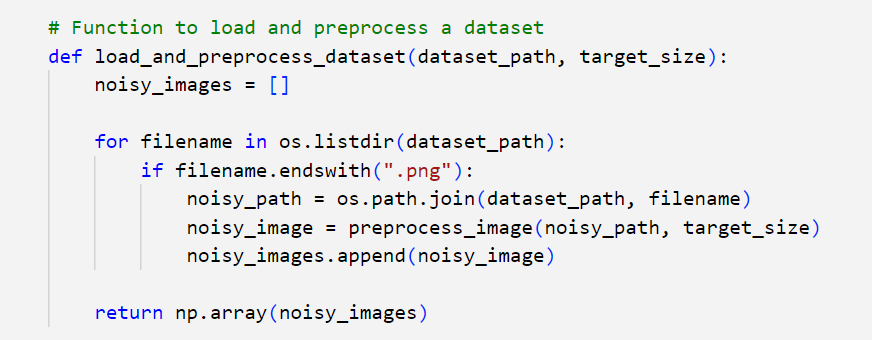 # Function to load and preprocess a dataset
def load_and_preprocess_dataset(dataset_path, target_size):
    noisy_images = []
    for filename in os.listdir(dataset_path):
        if filename.endswith(".png"):
            noisy_path = os.path.join(dataset_path, filename)
            noisy_image = preprocess_image(noisy_path, target_size)
            noisy_images.append(noisy_image)
    return np.array(noisy_images)